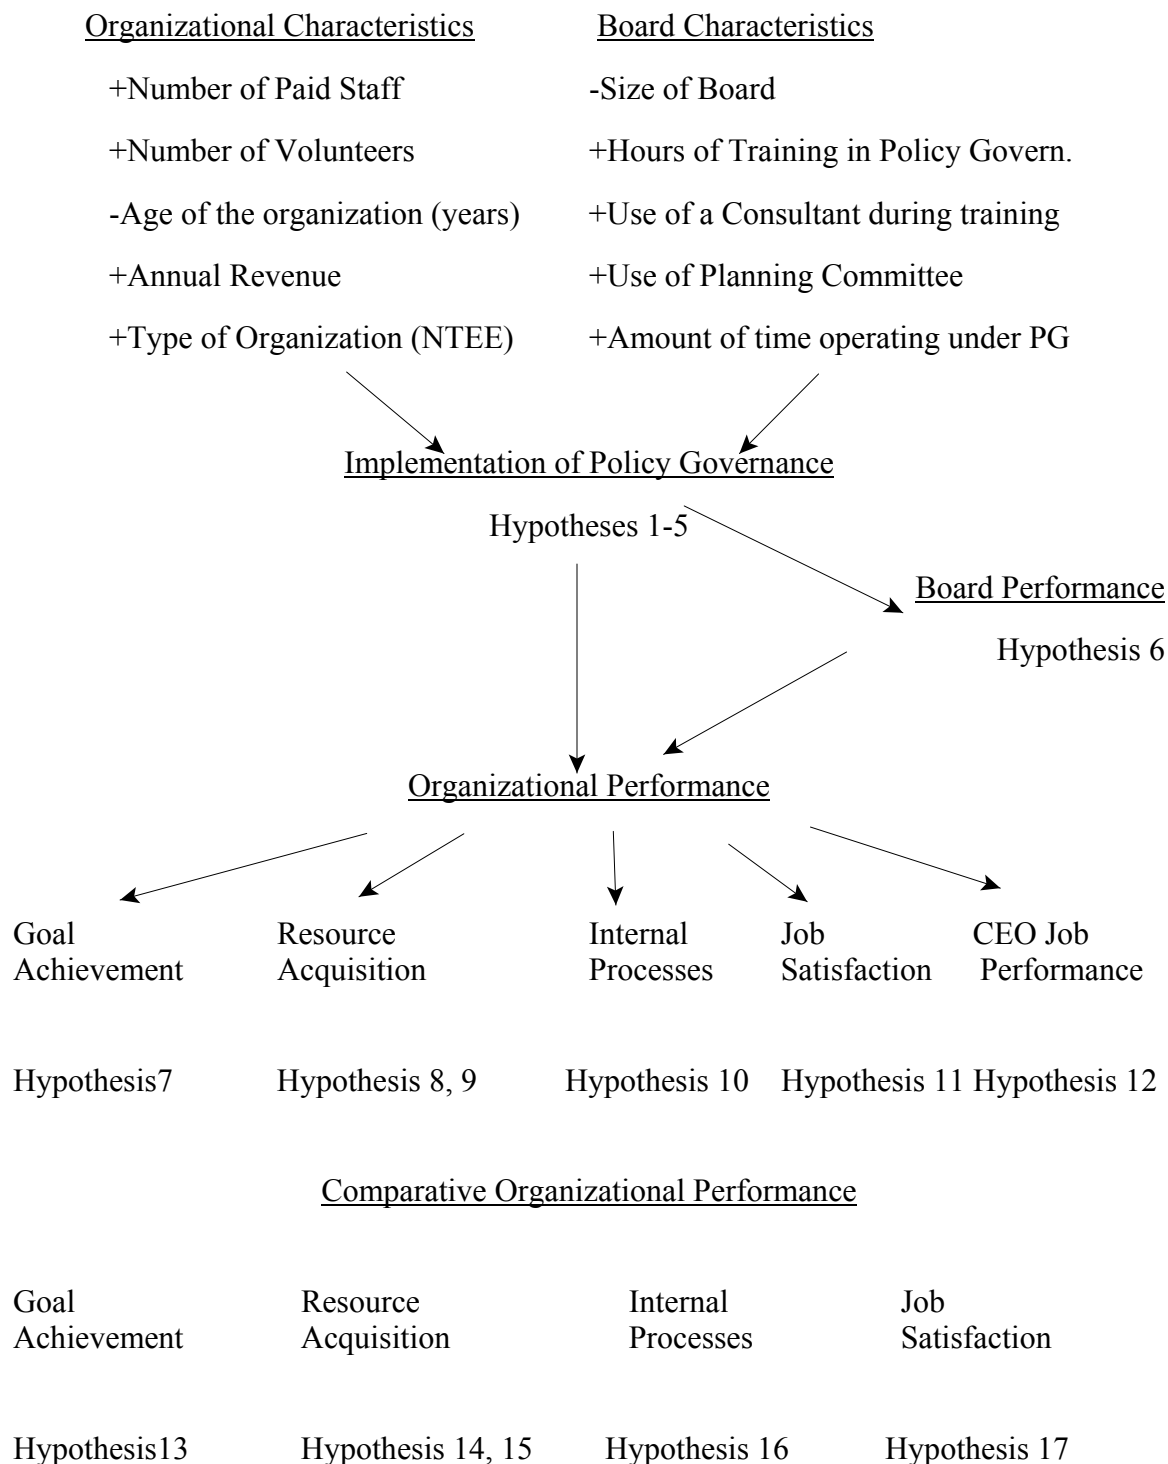 Organizational Characteristics Board Characteristics
+Number of Paid Staff -Size of Board
+Number of Volunteers +Hours of Training in Policy Govern.
-Age of the organization (years) +Use of a Consultant during training
+Annual Revenue +Use of Planning Committee
+Type of Organization (NTEE) +Amount of time operating under PG
Implementation of Policy Governance
Hypotheses 1-5
Board Performance
Hypothesis 6
Organizational Performance
Goal Resource Internal Job CEO Job
Achievement Acquisition Processes Satisfaction Performance
Hypothesis7 Hypothesis 8, 9 Hypothesis 10 Hypothesis 11 Hypothesis 12
Comparative Organizational Performance
Goal Resource Internal Job
Achievement Acquisition Processes Satisfaction
Hypothesis13 Hypothesis 14, 15 Hypothesis 16 Hypothesis 17